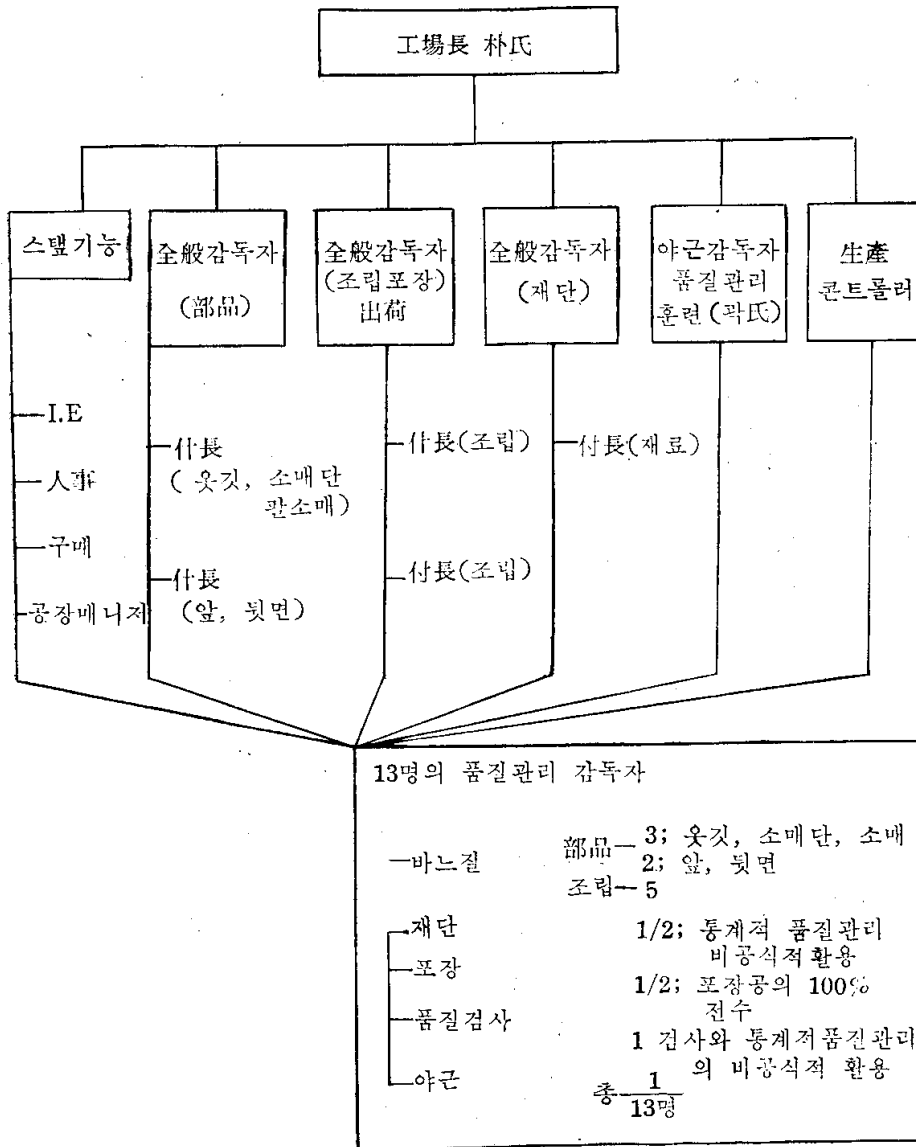 工場長 朴氏
스탶기능
I.E
人事
구매
공장매니저
全般감독자
(部品)
什長
( 옷깃, 소매단
팥소매)
什長
(앞, 뒷면)
全般감독자
(조립포장)
出荷
什長(조립)
付長(조립)
全般감독자
(재단)
付長(재료)
야근감독자
품질관리
훈련(곽氏)
生產
콘트롤러
13명의 품질관리 감독자
바느질
部品 3; 옷깃, 소매단, 소매
2; 앞, 뒷면
조립 5
재단 1/2; 통계적 품질관리
비공식적활용
포장 1/2; 포장공의 100%
전수
품질검사 1 검사와 통계적품진관리
의 비공식적 활용
야근 1
총 13명